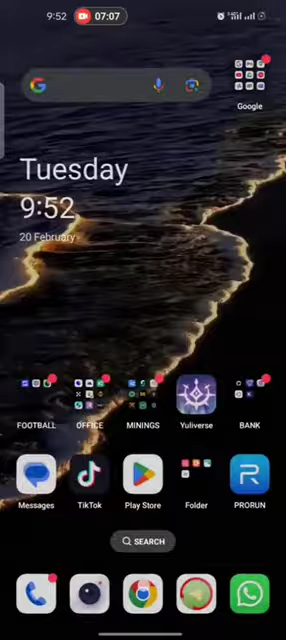 9:52
07:07
Google
Tuesday
9:52
20 February
FOOTBALL
OFFICE
MININGS
Yuliverse
BANK
Messages
TikTok
Play Store
Folder
PRORUN
SEARCH